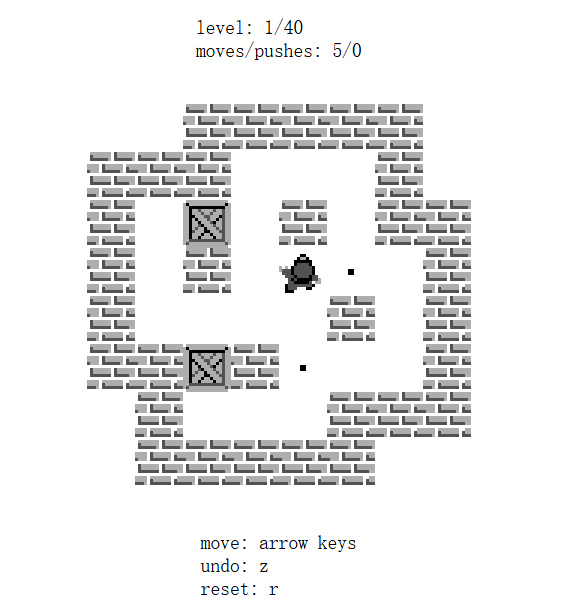 level: 1/40
moves/pushes: 5/0
move: arrow keys
undo: z
reset: r